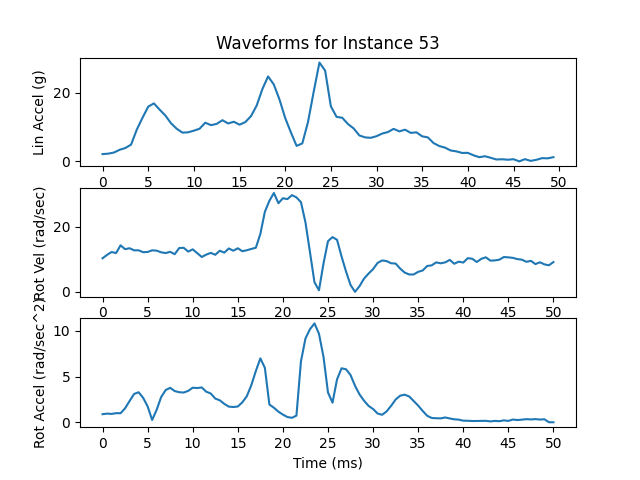 Waveforms for Instance 53
Lin Accel (g)
20
0
0 5 10 15 20 25 30 35 40 45 50
Rot Vel (rad/sec)
20
0
0 5 10 15 20 25 30 35 40 45 50
Rot Accel (rad/sec^2)
10
5
0
0 5 10 15 20 25 30 35 40 45 50
Time (ms)